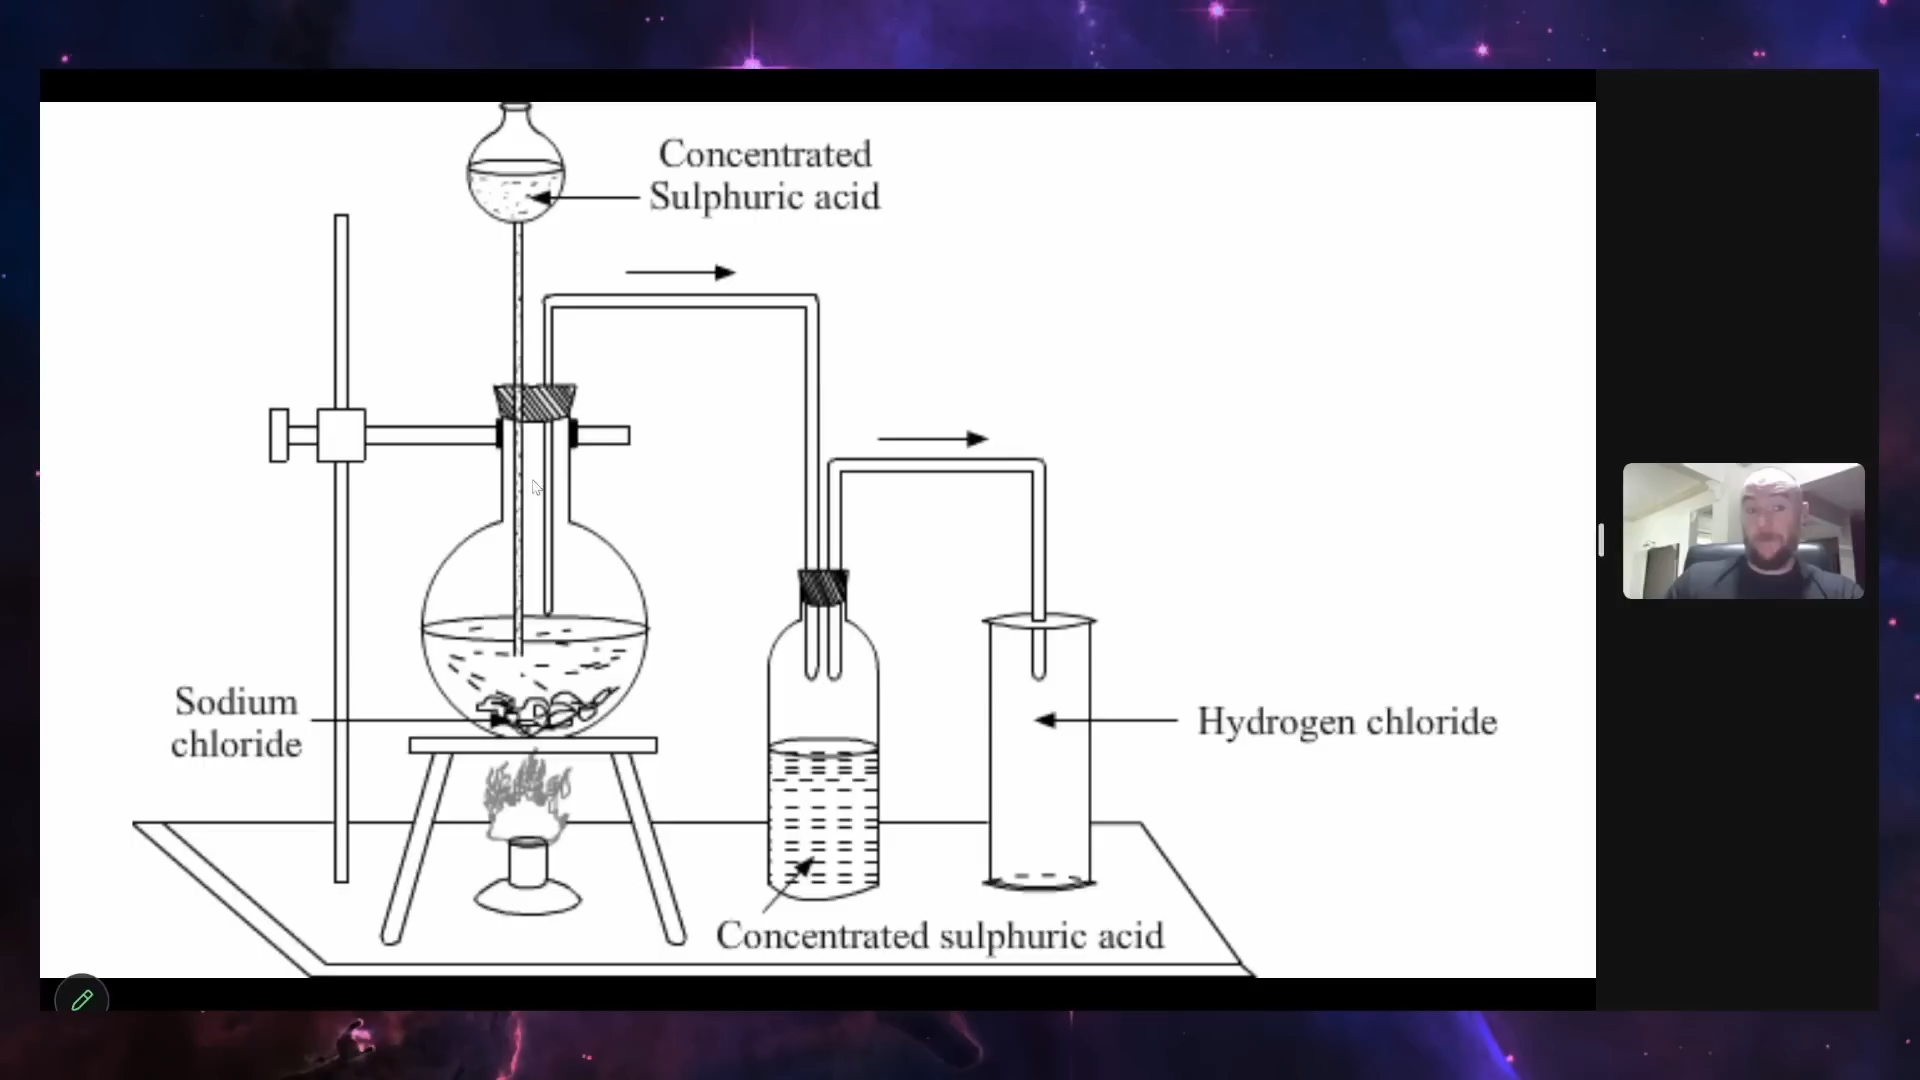 Concentrated
Sulphuric acid
Sodium
chloride
Hydrogen chloride
Concentrated sulphuric acid